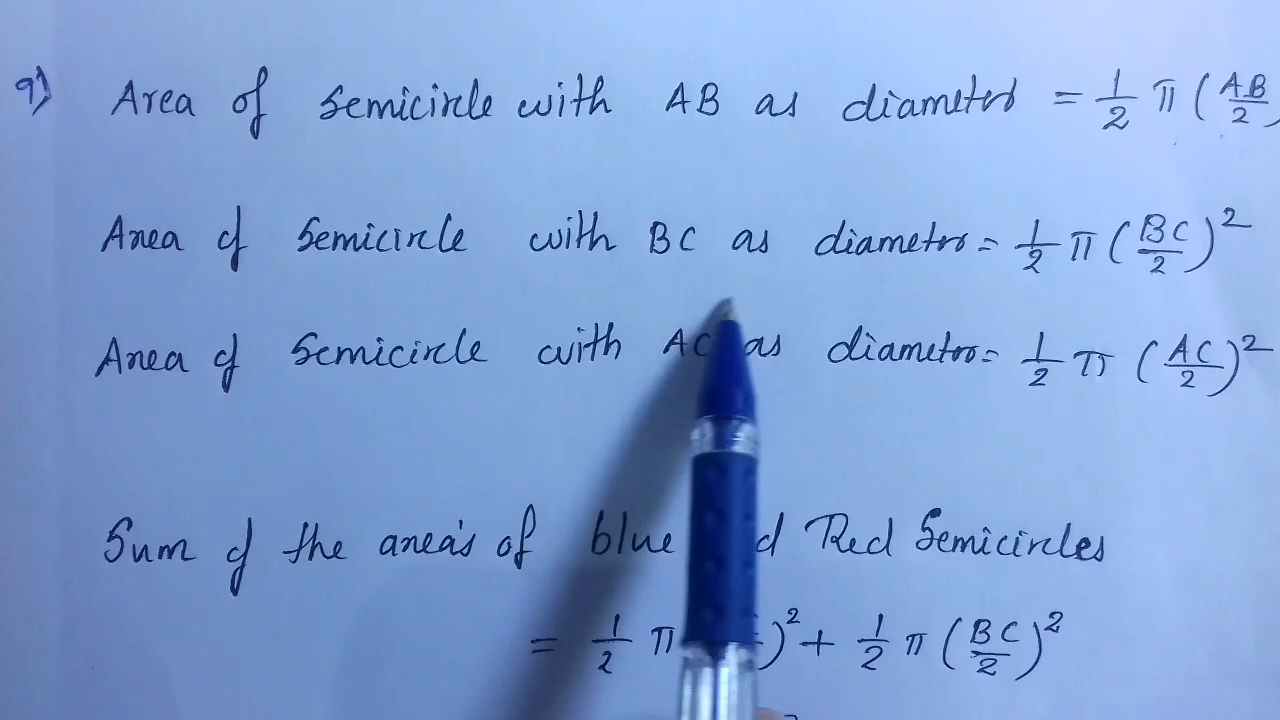 9) Area of Semicircle with AB as diameter = 1/2 π (AB/2)
Area of Semicircle with BC as diameter = 1/2 π (BC/2)²
Area of Semicircle with AC as diameter = 1/2 π (AC/2)²
Sum of the area's of blue Red Semicircles
= 1/2 π )² + 1/2 π (BC/2)²